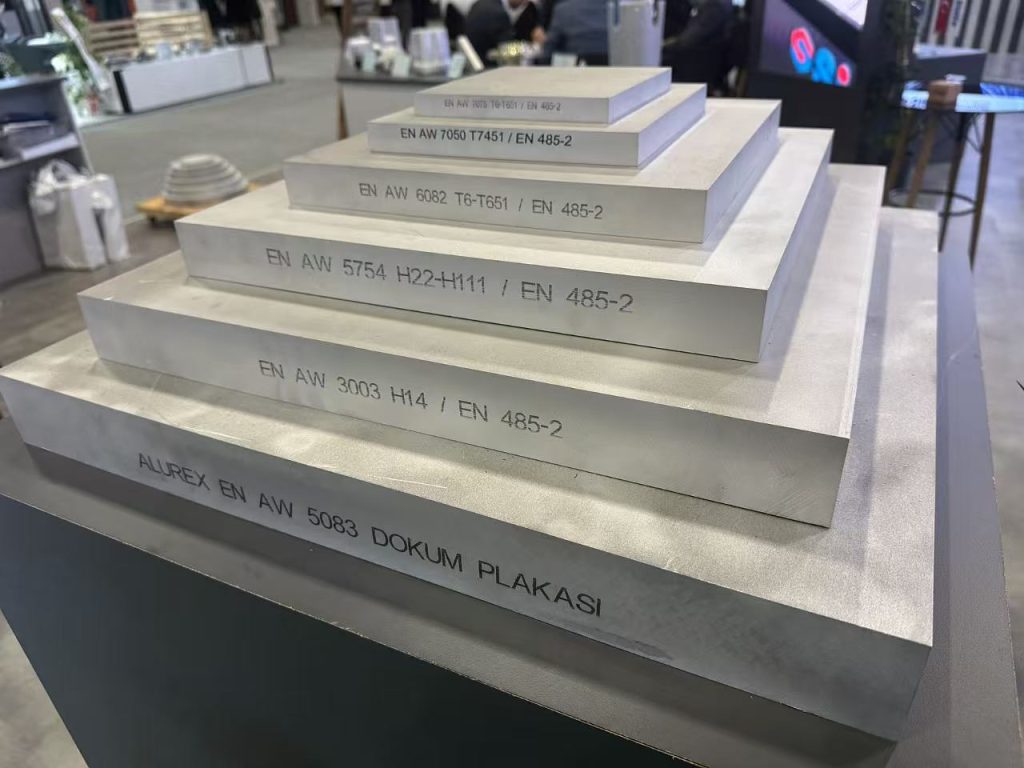 EN AW 7075 T6-T651 / EN 485-2
EN AW 7050 T7451 / EN 485-2
EN AW 6082 T6-T651 / EN 485-2
EN AW 5754 H22-H111 / EN 485-2
EN AW 3003 H14 / EN 485-2
ALUREX EN AW 5083 DOKUM PLAKASI